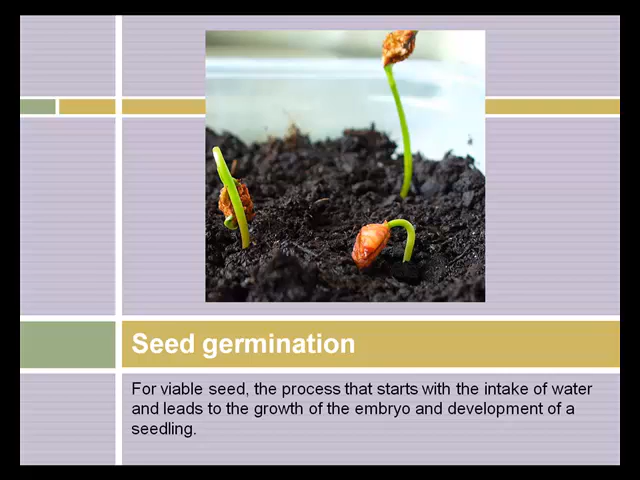 Seed germination
For viable seed, the process that starts with the intake of water
and leads to the growth of the embryo and development of a
seedling.